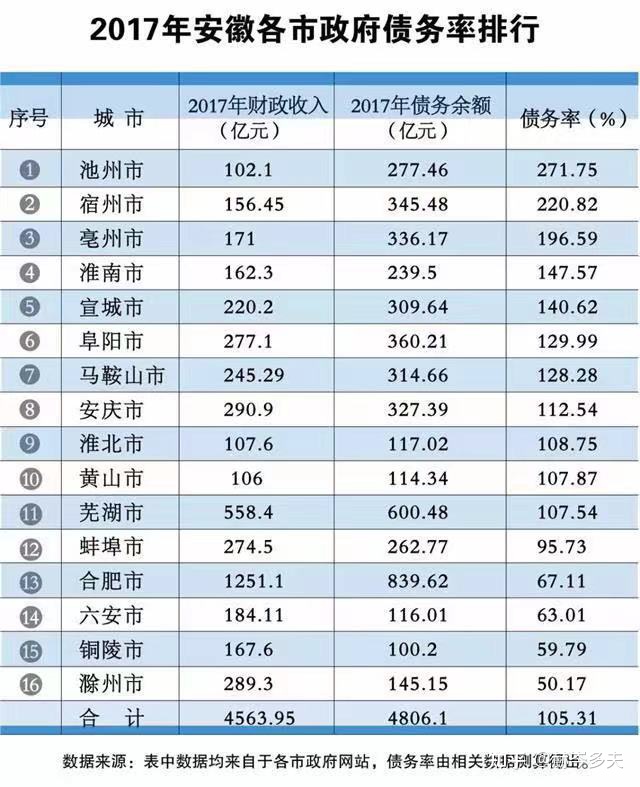 2017年安徽各市政府债务率排行
序号 城市 2017年财政收入（亿元） 2017年债务余额（亿元） 债务率（%）
1 池州市 102.1 277.46 271.75
2 宿州市 156.45 345.48 220.82
3 亳州市 171 336.17 196.59
4 淮南市 162.3 239.5 147.57
5 宣城市 220.2 309.64 140.62
6 阜阳市 277.1 360.21 129.99
7 马鞍山市 245.29 314.66 128.28
8 安庆市 290.9 327.39 112.54
9 淮北市 107.6 117.02 108.75
10 黄山市 106 114.34 107.87
11 芜湖市 558.4 600.48 107.54
12 蚌埠市 274.5 262.77 95.73
13 合肥市 1251.1 839.62 67.11
14 六安市 184.11 116.01 63.01
15 铜陵市 167.6 100.2 59.79
16 滁州市 289.3 145.15 50.17
合计 4563.95 4806.1 105.31
数据来源：表中数据均来自于各市政府网站，债务率由相关数据测算得出。